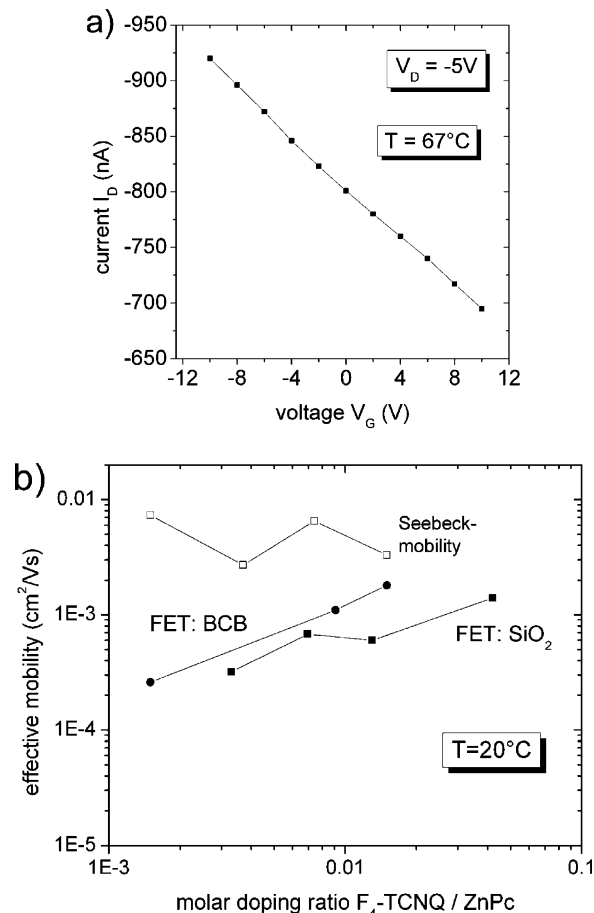 a)
-950
-900
-850
-800
-750
-700
-650
current I_D (nA)
V_D = -5V
T = 67°C
-12 -8 -4 0 4 8 12
voltage V_G (V)
b)
0.01
1E-3
1E-4
1E-5
effective mobility (cm²/Vs)
Seebeck-
mobility
FET: BCB
FET: SiO₂
T=20°C
1E-3 0.01 0.1
molar doping ratio F₄-TCNQ / ZnPc